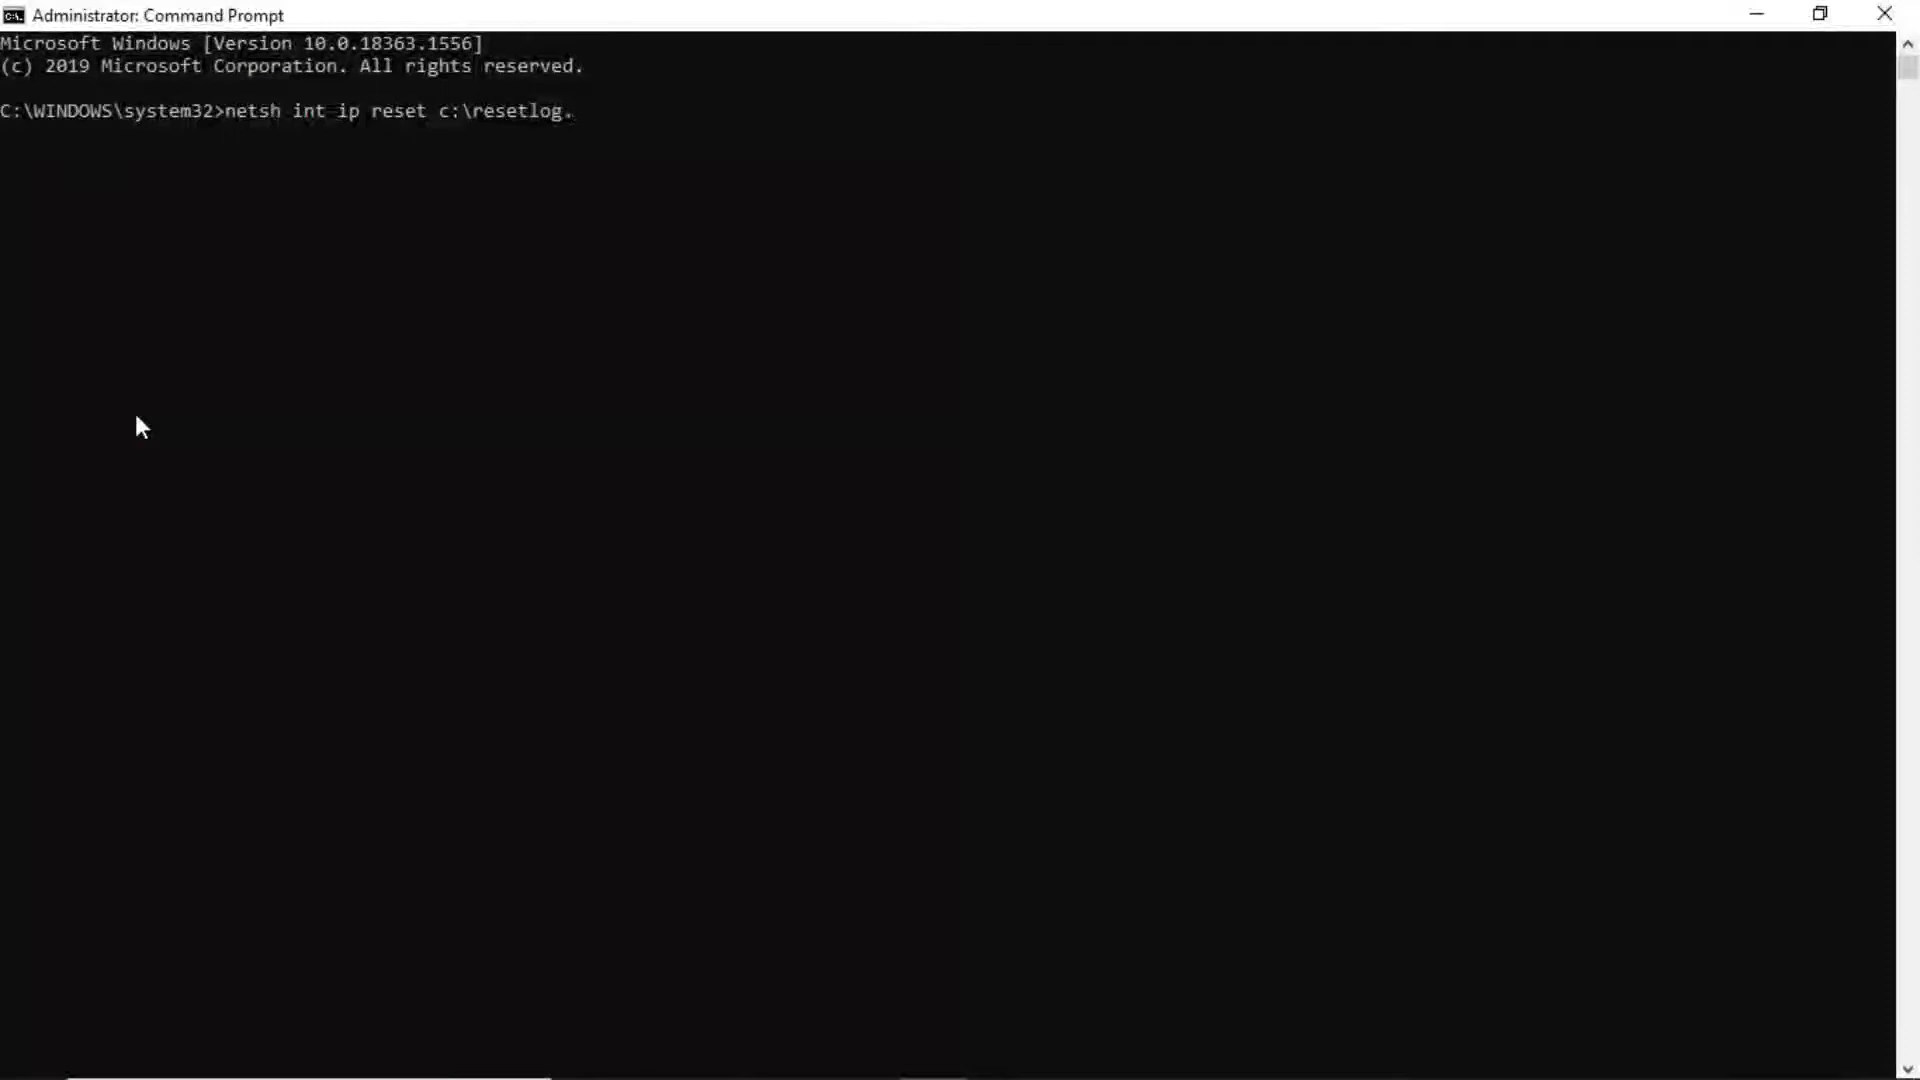 Administrator: Command Prompt
Microsoft Windows [Version 10.0.18363.1556]
(c) 2019 Microsoft Corporation. All rights reserved.
C:\WINDOWS\system32>netsh int ip reset c:\resetlog.